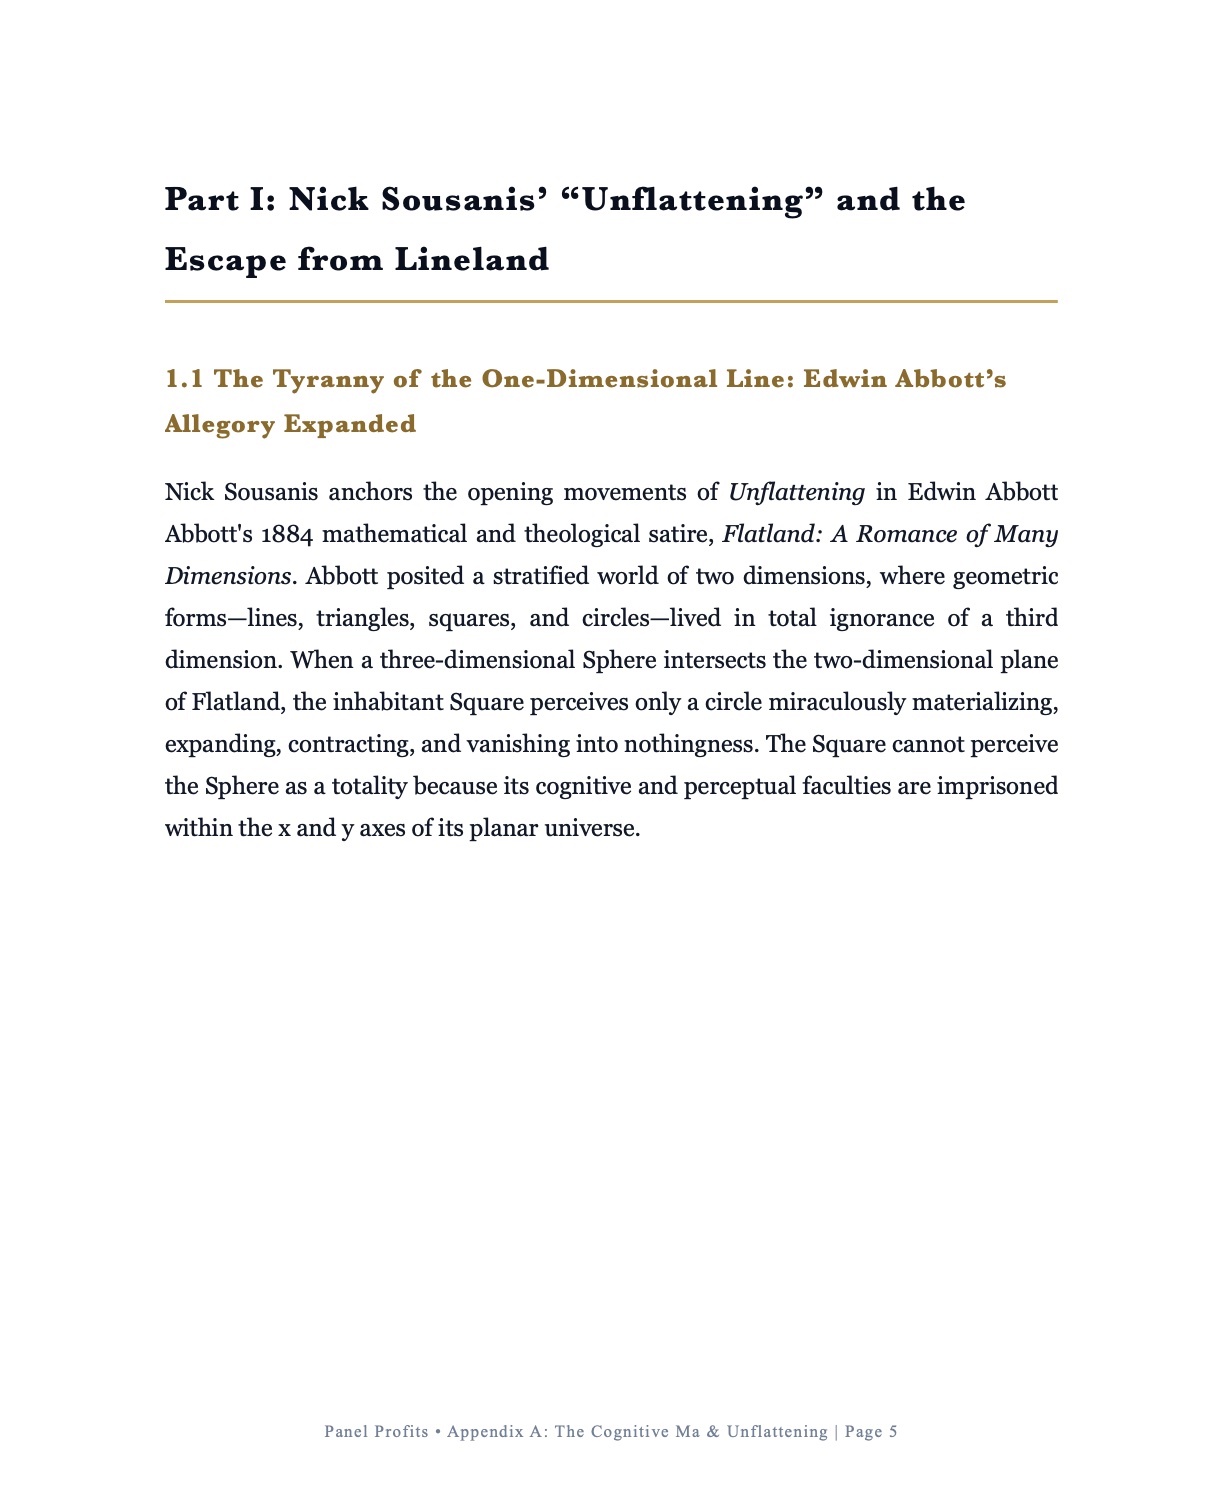 Part I: Nick Sousanis’ “Unflattening” and the
Escape from Lineland
1.1 The Tyranny of the One-Dimensional Line: Edwin Abbott’s
Allegory Expanded
Nick Sousanis anchors the opening movements of Unflattening in Edwin Abbott
Abbott's 1884 mathematical and theological satire, Flatland: A Romance of Many
Dimensions. Abbott posited a stratified world of two dimensions, where geometric
forms—lines, triangles, squares, and circles—lived in total ignorance of a third
dimension. When a three-dimensional Sphere intersects the two-dimensional plane
of Flatland, the inhabitant Square perceives only a circle miraculously materializing,
expanding, contracting, and vanishing into nothingness. The Square cannot perceive
the Sphere as a totality because its cognitive and perceptual faculties are imprisoned
within the x and y axes of its planar universe.
Panel Profits • Appendix A: The Cognitive Ma & Unflattening | Page 5